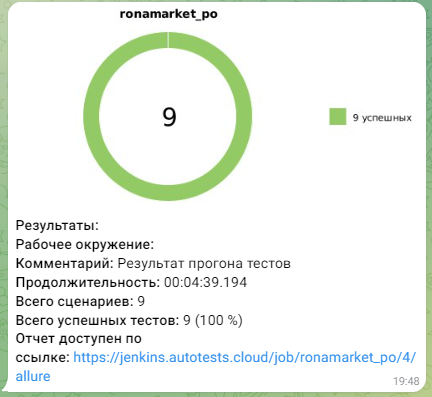 ronamarket_po
9
9 успешных
Результаты:
Рабочее окружение:
Комментарий: Результат прогона тестов
Продолжительность: 00:04:39.194
Всего сценариев: 9
Всего успешных тестов: 9 (100 %)
Отчет доступен по
ссылке: https://jenkins.autotests.cloud/job/ronamarket_po/4/
allure
19:48